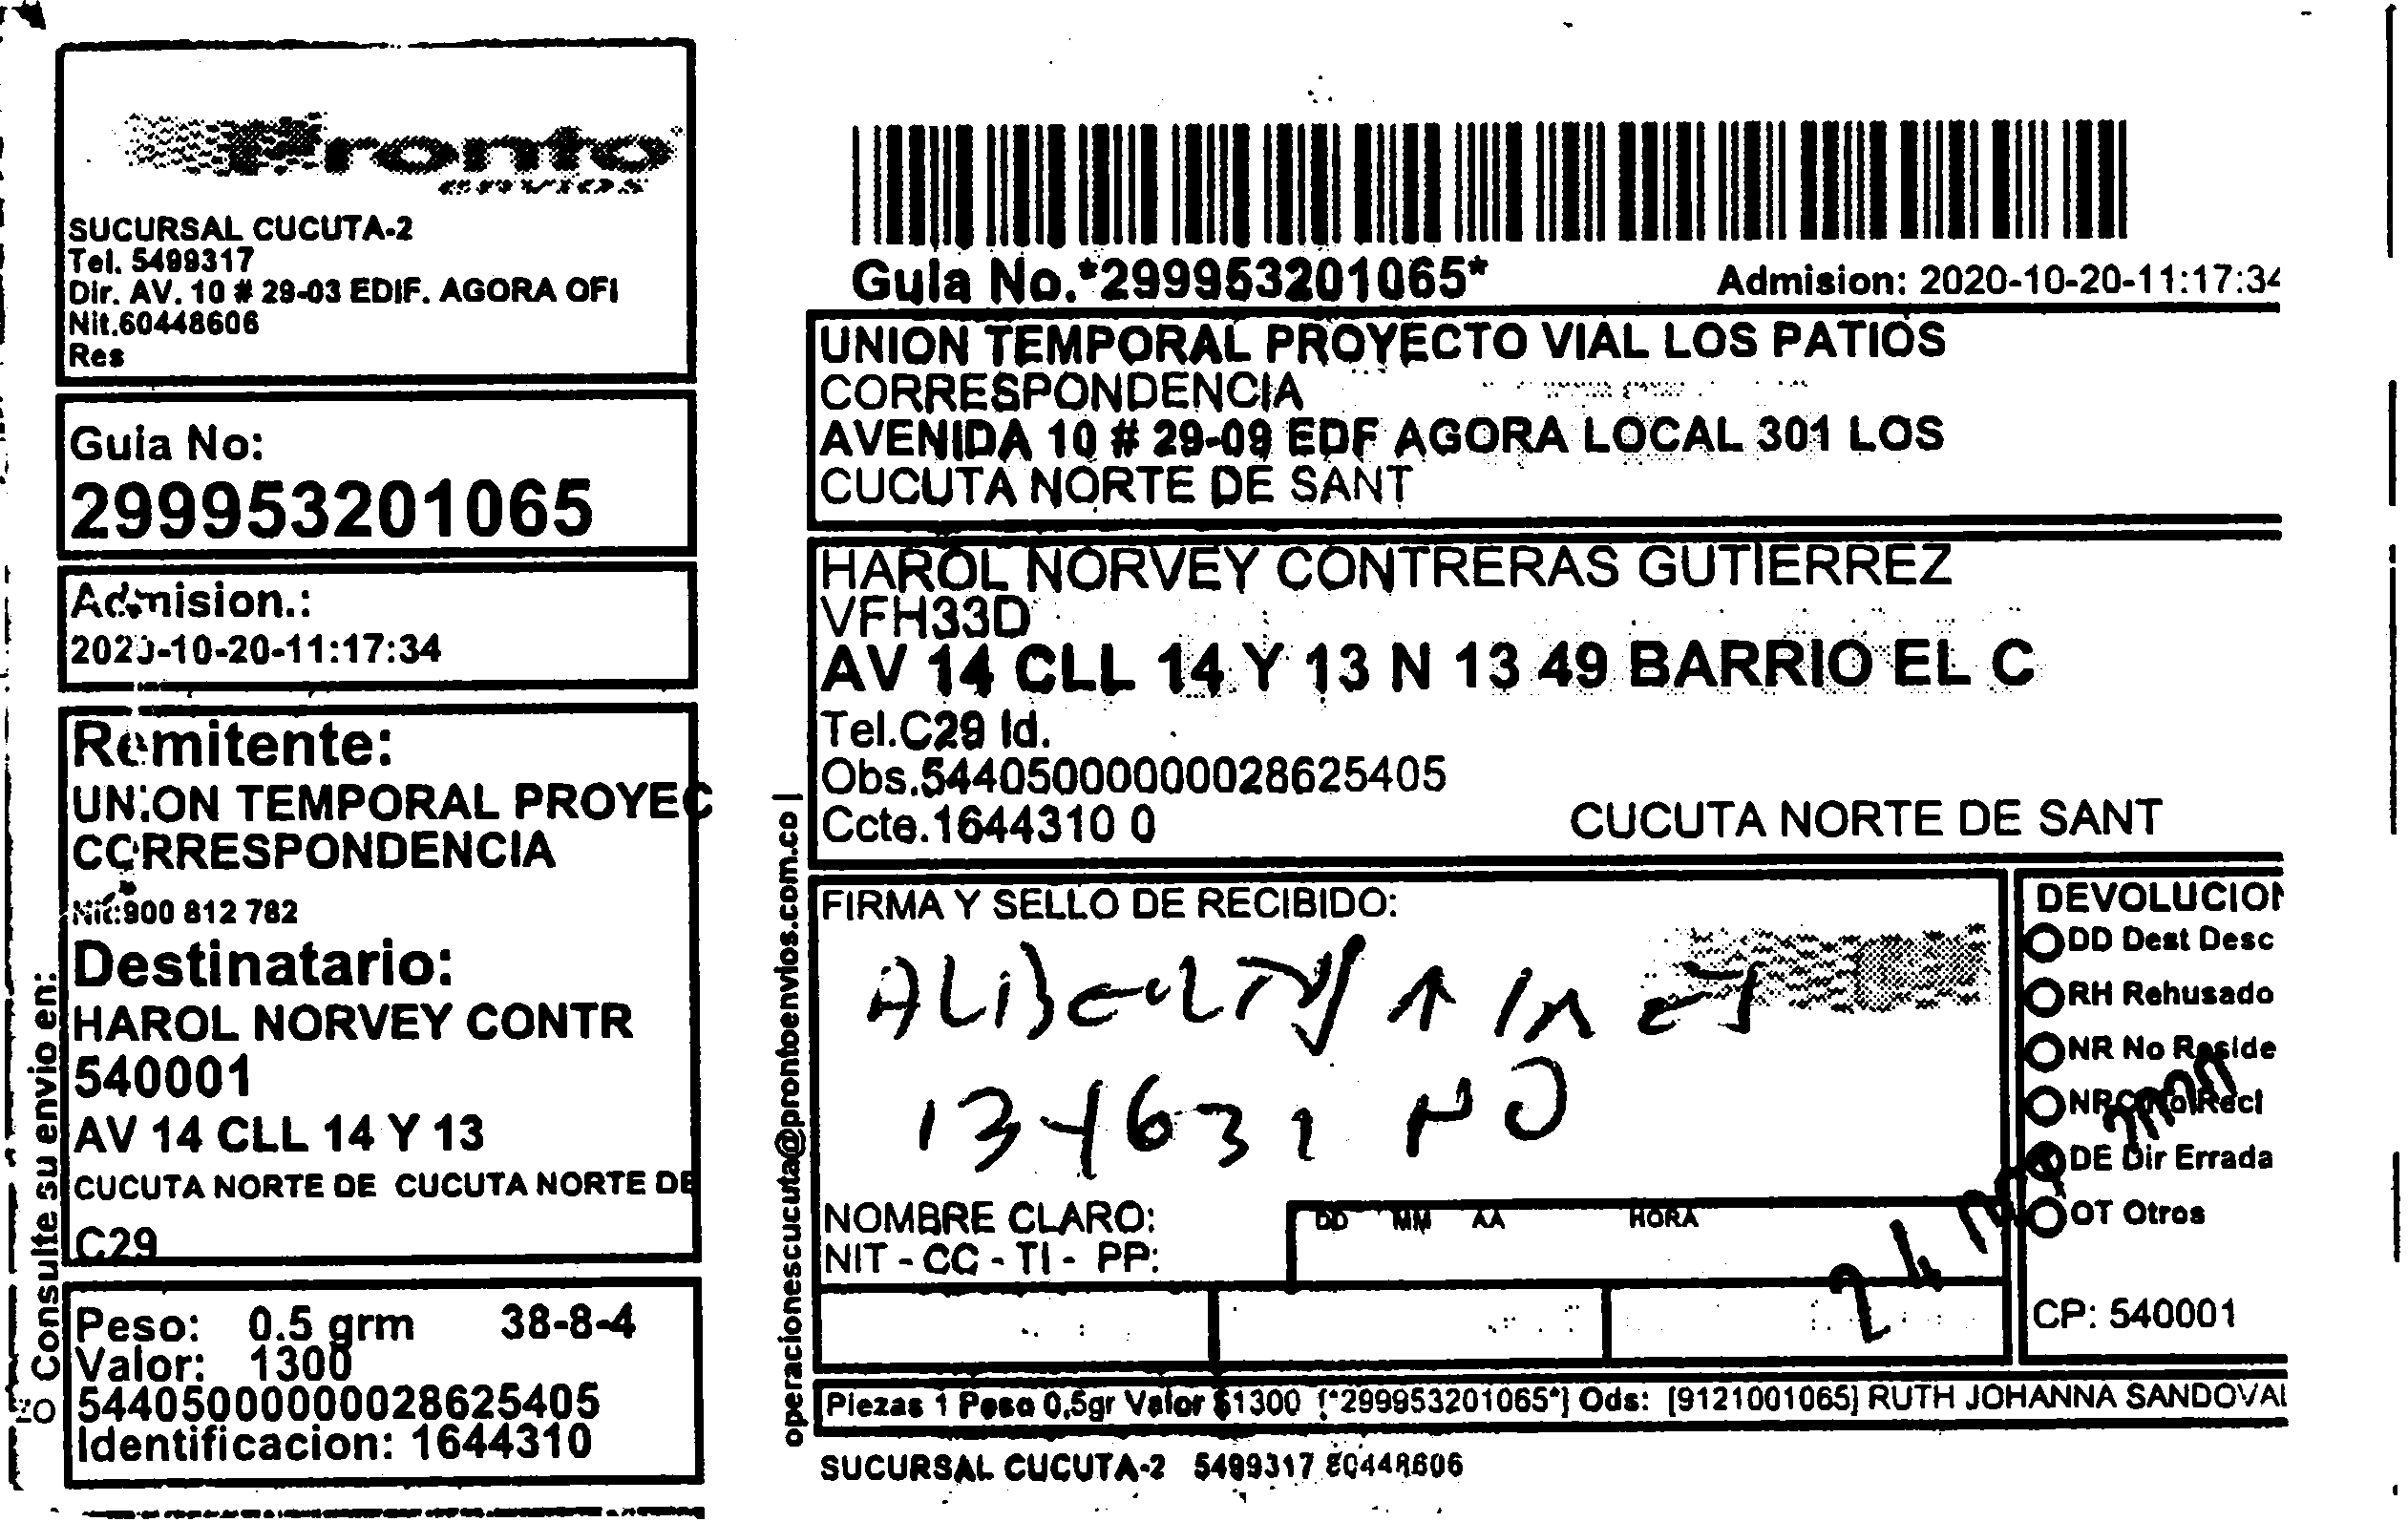 Pronto
envios
SUCURSAL CUCUTA-2
Tel. 5499317
Dir. AV. 10 # 29-03 EDIF. AGORA OFI
Nit.60448606
Res
Guia No:
299953201065
Admision.:
2020-10-20-11:17:34
Remitente:
UNION TEMPORAL PROYEC
CORRESPONDENCIA
Nit:900 812 782
Destinatario:
HAROL NORVEY CONTR
540001
AV 14 CLL 14 Y 13
CUCUTA NORTE DE CUCUTA NORTE DE
C29
Peso: 0.5 grm 38-8-4
Valor: 1300
544050000000028625405
Identificacion: 1644310
Consulte su envio en:
operacionescucuta@prontoenvios.com.co |
Guia No.*299953201065*
Admision: 2020-10-20-11:17:34
UNION TEMPORAL PROYECTO VIAL LOS PATIOS
CORRESPONDENCIA
AVENIDA 10 # 29-09 EDF AGORA LOCAL 301 LOS
CUCUTA NORTE DE SANT
HAROL NORVEY CONTRERAS GUTIERREZ
VFH33D
AV 14 CLL 14 Y 13 N 13 49 BARRIO EL C
Tel.C29 Id.
Obs.544050000000028625405
Ccte.1644310 0
CUCUTA NORTE DE SANT
FIRMA Y SELLO DE RECIBIDO:
NOMBRE CLARO:
NIT - CC - TI - PP:
DD MM AA HORA
DEVOLUCION
DD Dest Desc
RH Rehusado
NR No Reside
NRC No Recl
DE Dir Errada
OT Otros
CP: 540001
Piezas 1 Peso 0,5gr Valor $1300 [*299953201065*] Ods: [9121001065] RUTH JOHANNA SANDOVAL
SUCURSAL CUCUTA-2 5499317 60448606